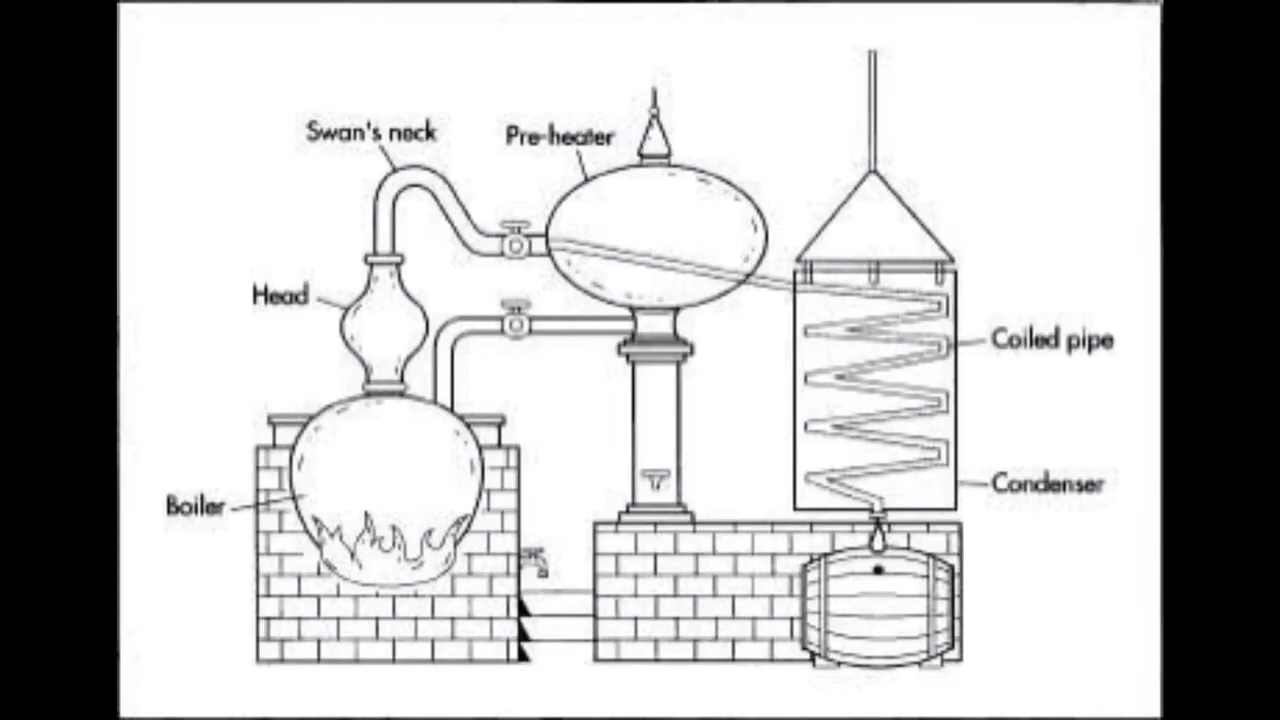 Swan's neck
Pre-heater
Head
Coiled pipe
Condenser
Boiler